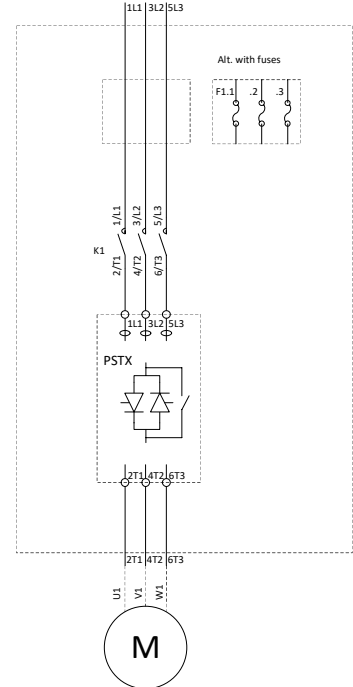 1L1 3L2 5L3
Alt. with fuses
F1.1 .2 .3
1/L1 3/L2 5/L3
K1
2/T1 4/T2 6/T3
1L1 3L2 5L3
PSTX
2T1 4T2 6T3
2T1 4T2 6T3
U1 V1 W1
M